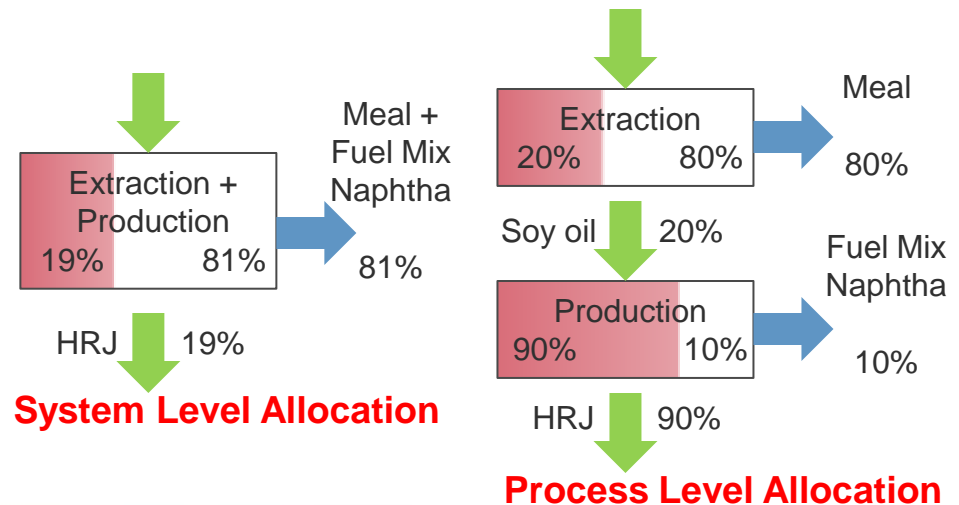 Meal +
Fuel Mix
Naphtha
Extraction +
Production
19%
81%
81%
HRJ
19%
System Level Allocation
Meal
Extraction
20%
80%
80%
Soy oil
20%
Fuel Mix
Naphtha
Production
90%
10%
10%
HRJ
90%
Process Level Allocation